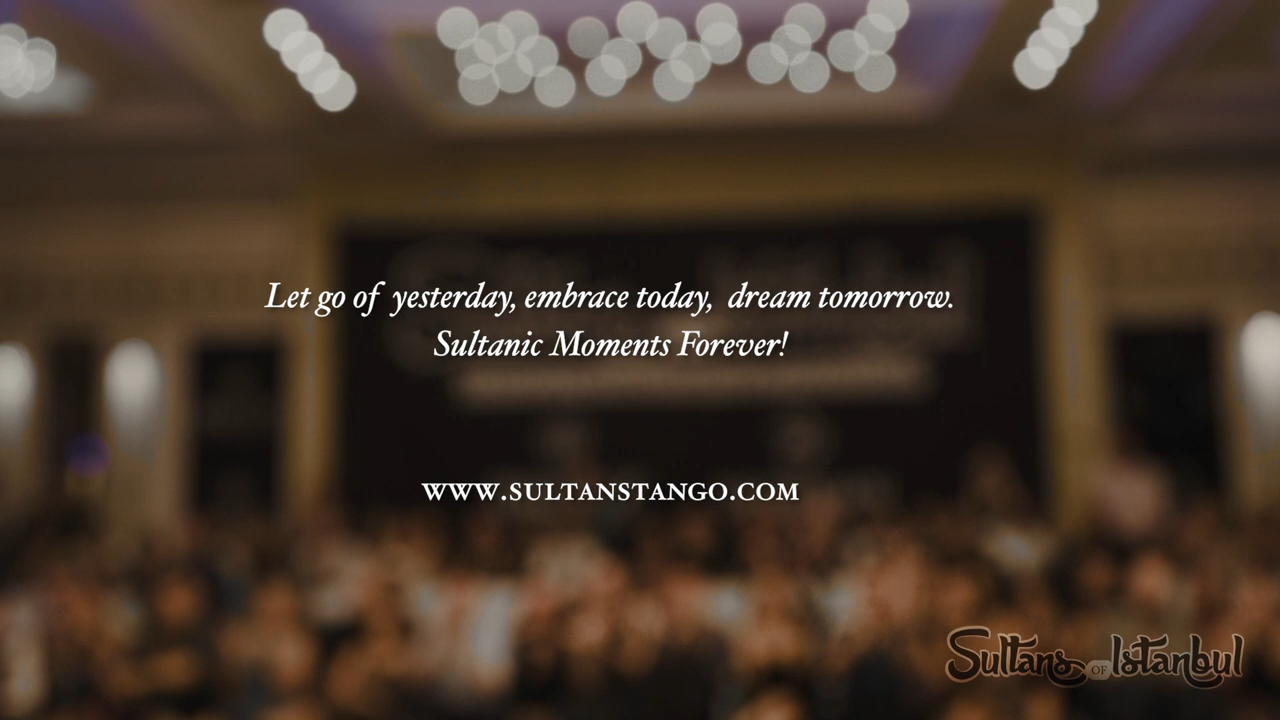 Let go of yesterday, embrace today, dream tomorrow.
Sultanic Moments Forever!
WWW.SULTANSTANGO.COM
Sultans OF Istanbul